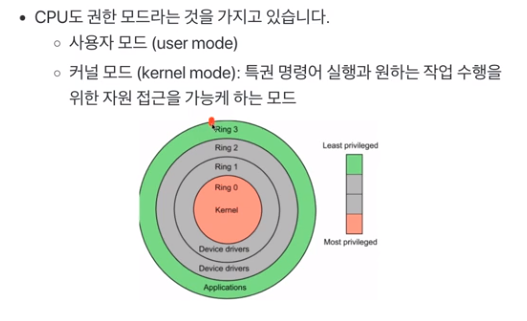 CPU도 권한 모드라는 것을 가지고 있습니다.
사용자 모드 (user mode)
커널 모드 (kernel mode): 특권 명령어 실행과 원하는 작업 수행을
위한 자원 접근을 가능케 하는 모드
Ring 3
Ring 2
Ring 1
Ring 0
Kernel
Device drivers
Device drivers
Applications
Least privileged
Most privileged